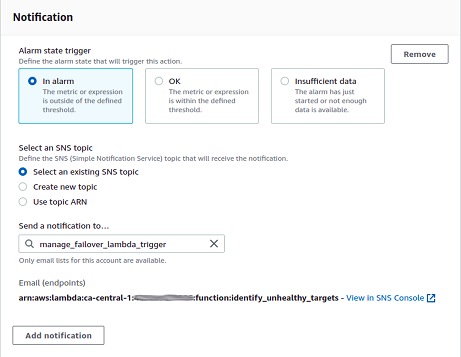 Notification
Alarm state trigger
Define the alarm state that will trigger this action.
Remove
In alarm
The metric or expression
is outside of the defined
threshold.
OK
The metric or expression
is within the defined
threshold.
Insufficient data
The alarm has just
started or not enough
data is available.
Select an SNS topic
Define the SNS (Simple Notification Service) topic that will receive the notification.
Select an existing SNS topic
Create new topic
Use topic ARN
Send a notification to…
manage_failover_lambda_trigger
Only email lists for this account are available.
Email (endpoints)
arn:aws:lambda:ca-central-1: :function:identify_unhealthy_targets - View in SNS Console
Add notification